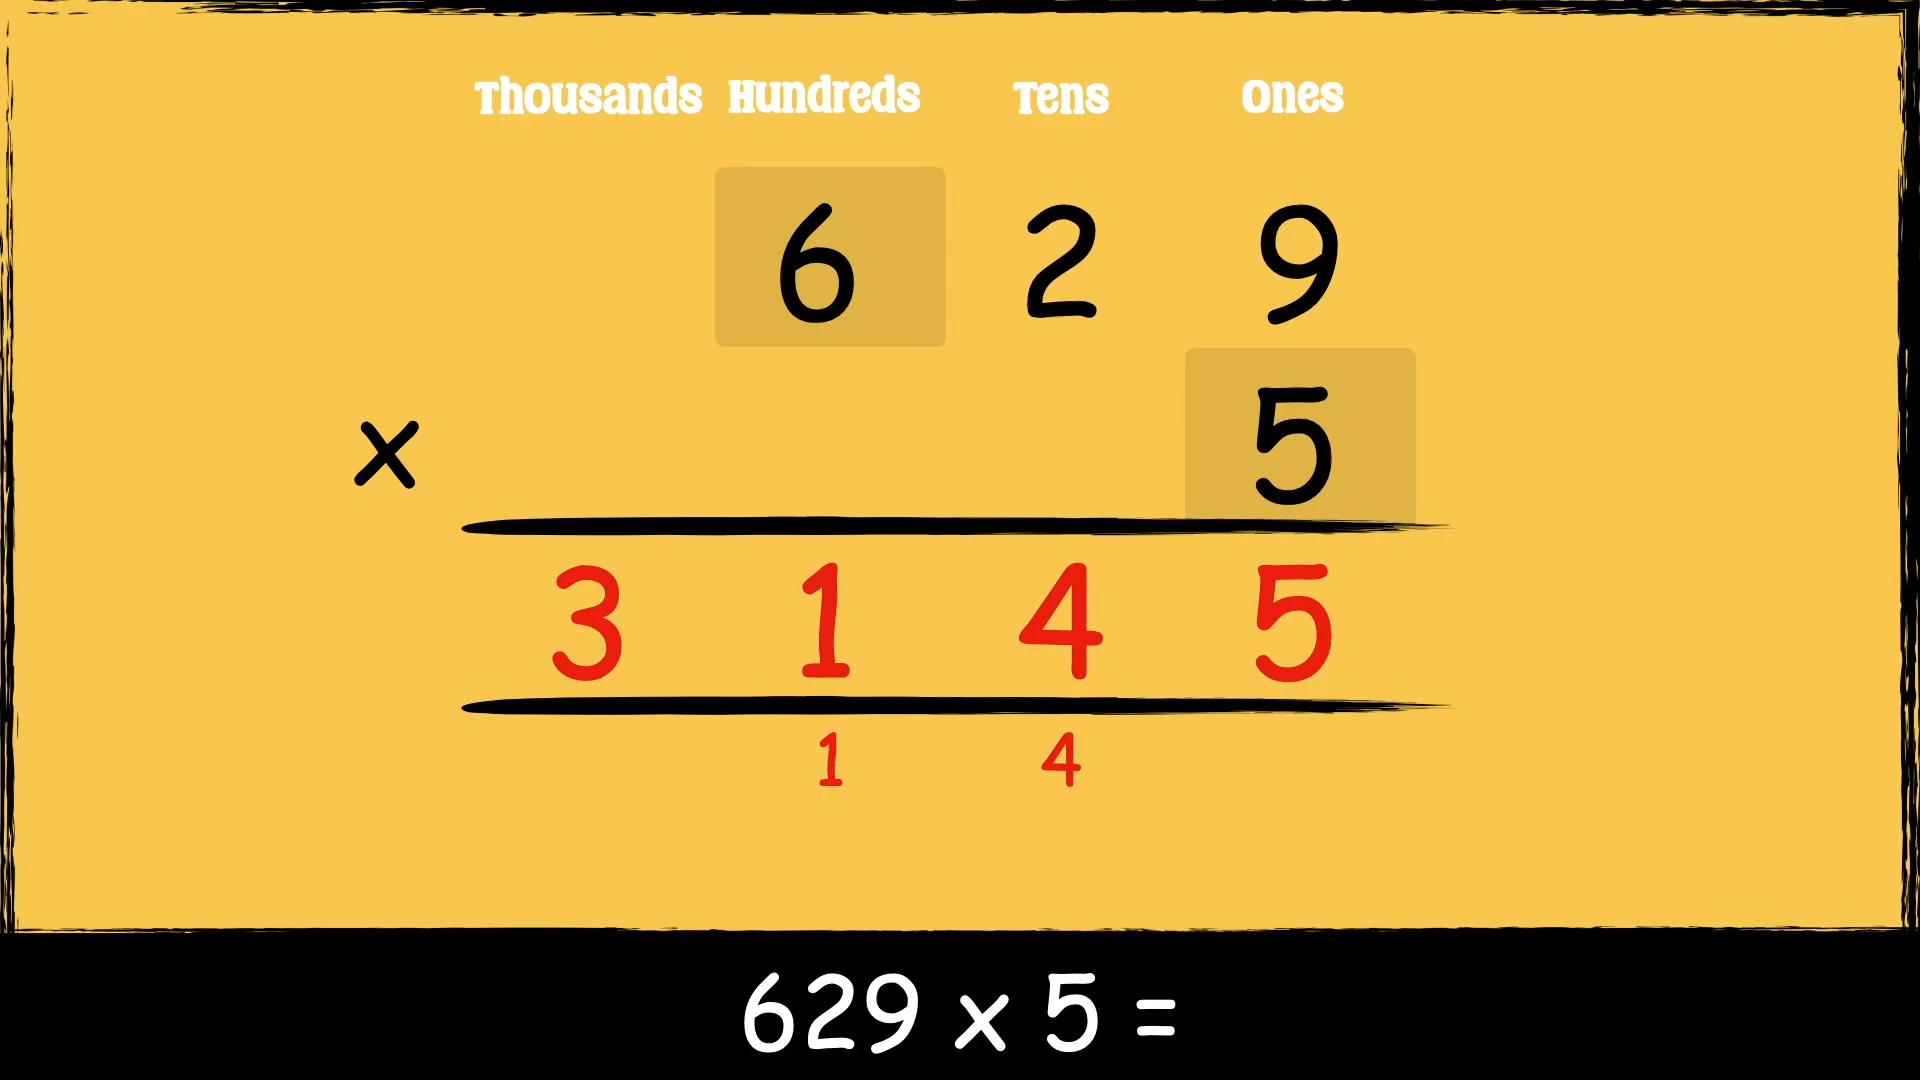 Thousands Hundreds Tens Ones
6 2 9
x 5
3 1 4 5
1 4
629 x 5 =